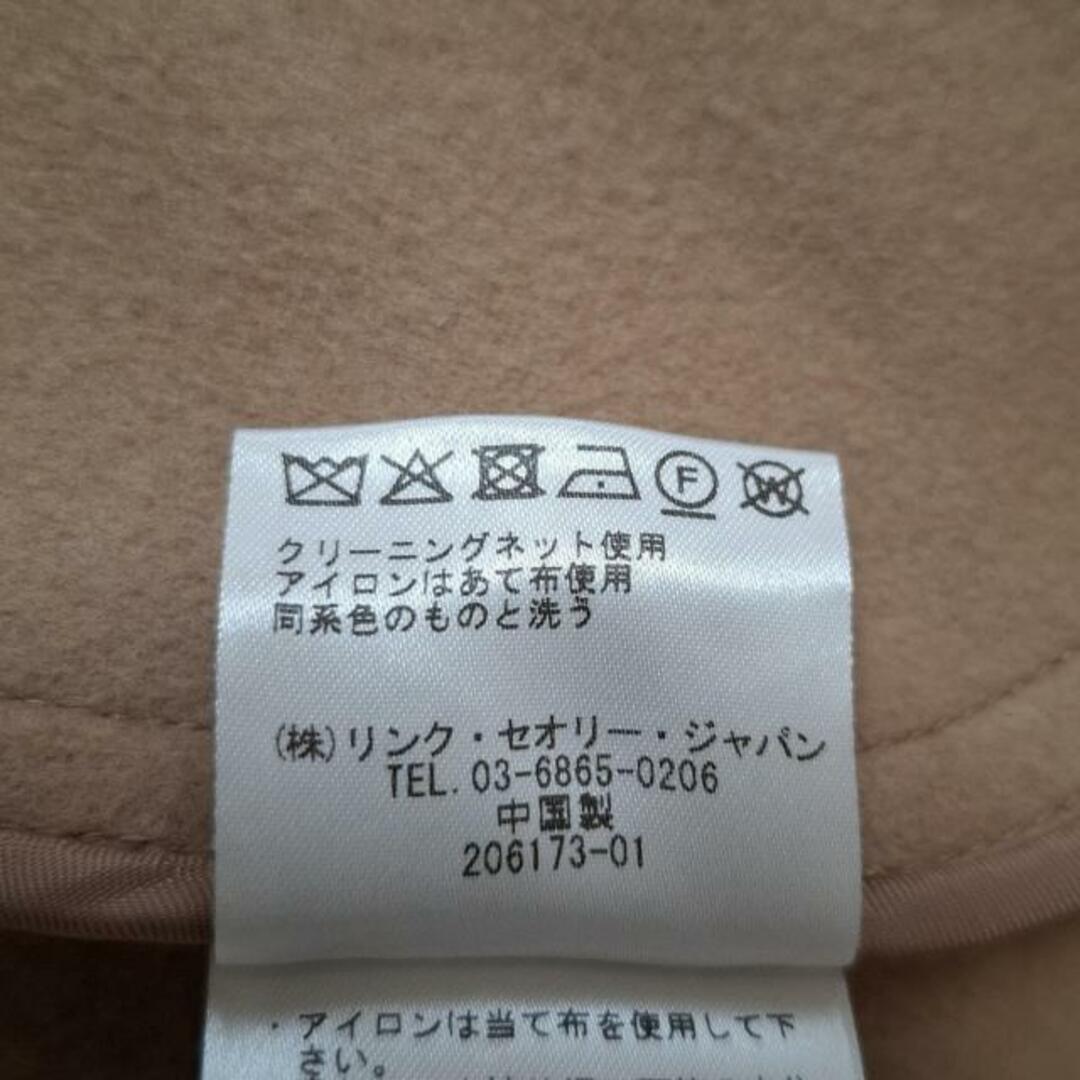 F W
クリーニングネット使用
アイロンはあて布使用
同系色のものと洗う
(株)リンク・セオリー・ジャパン
TEL. 03-6865-0206
中国製
206173-01
・アイロンは当て布を使用して下
さい。